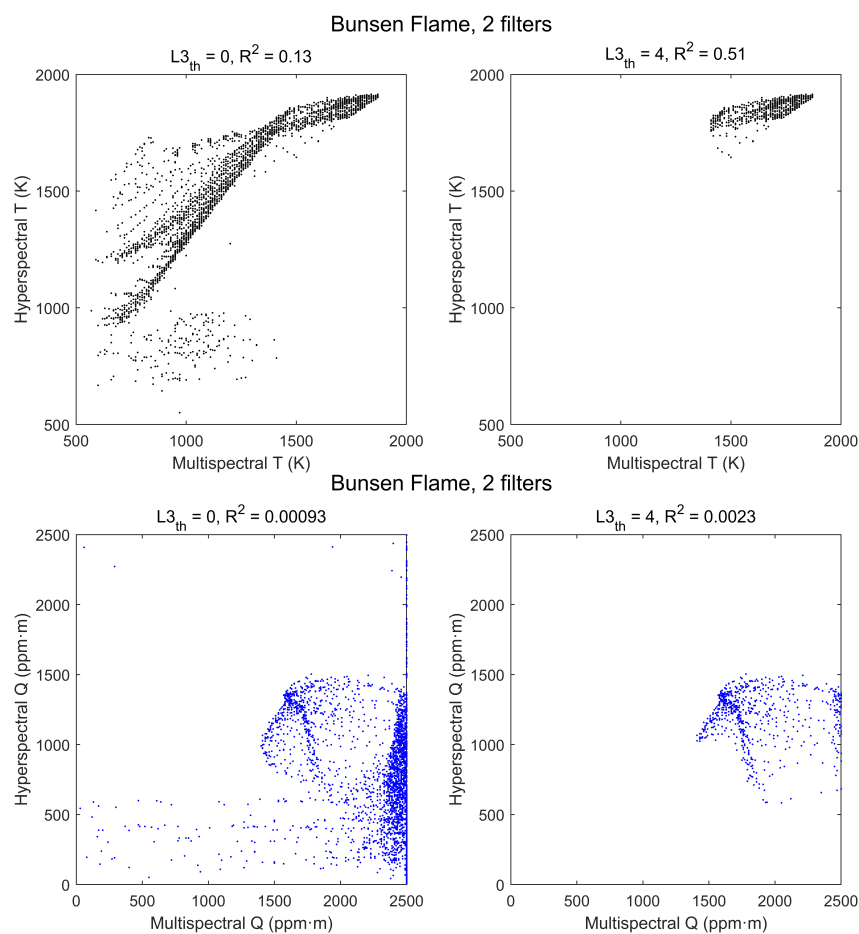 Bunsen Flame, 2 filters
L3th = 0, R2 = 0.13
L3th = 4, R2 = 0.51
2000
1500
1000
500
Hyperspectral T (K)
500
1000
1500
2000
Multispectral T (K)
2000
1500
1000
500
Hyperspectral T (K)
500
1000
1500
2000
Multispectral T (K)
Bunsen Flame, 2 filters
L3th = 0, R2 = 0.00093
L3th = 4, R2 = 0.0023
2500
2000
1500
1000
500
0
Hyperspectral Q (ppm·m)
0
500
1000
1500
2000
2500
Multispectral Q (ppm·m)
2500
2000
1500
1000
500
0
Hyperspectral Q (ppm·m)
0
500
1000
1500
2000
2500
Multispectral Q (ppm·m)